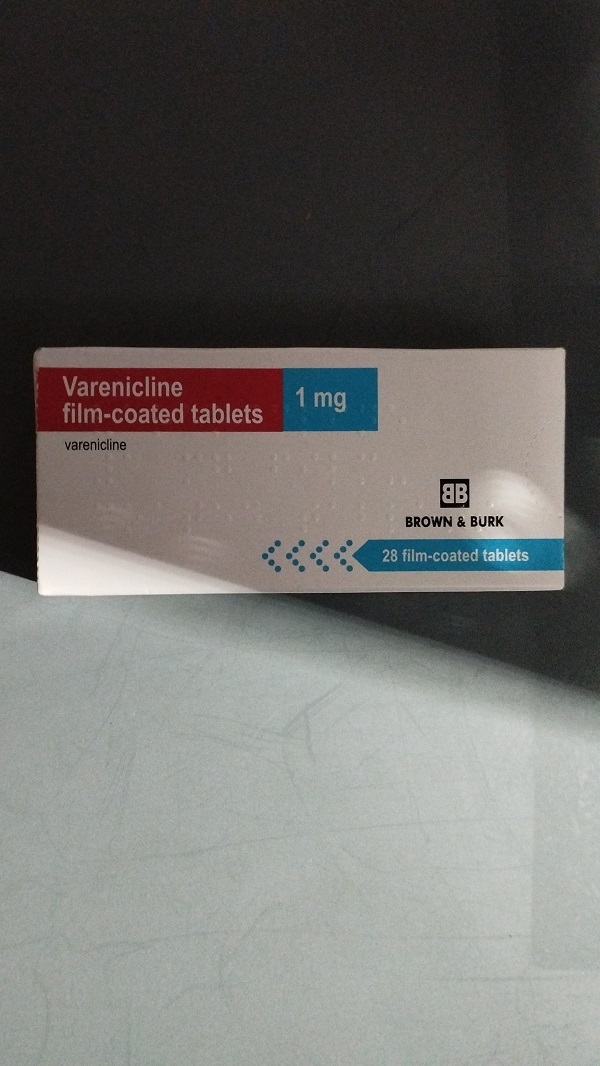 Varenicline
film-coated tablets
1 mg
varenicline
BB
BROWN & BURK
28 film-coated tablets